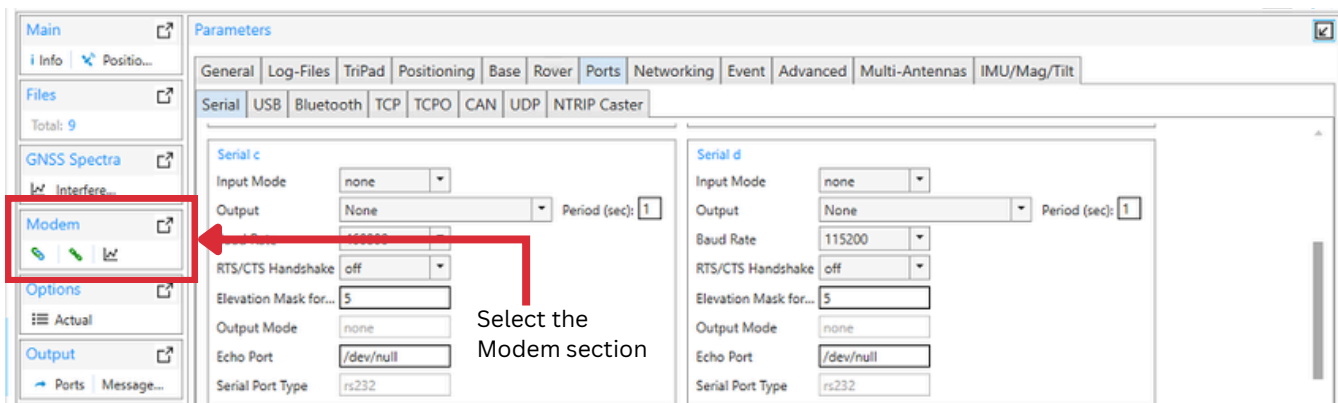 Main
Info Positio...
Files
Total: 9
GNSS Spectra
Interfere...
Modem
Options
Actual
Output
Ports Message...
Parameters
General Log-Files TriPad Positioning Base Rover Ports Networking Event Advanced Multi-Antennas IMU/Mag/Tilt
Serial USB Bluetooth TCP TCPO CAN UDP NTRIP Caster
Serial c
Input Mode none
Output None Period (sec): 1
Baud Rate
RTS/CTS Handshake off
Elevation Mask for... 5
Output Mode none
Echo Port /dev/null
Serial Port Type rs232
Select the
Modem section
Serial d
Input Mode none
Output None Period (sec): 1
Baud Rate 115200
RTS/CTS Handshake off
Elevation Mask for... 5
Output Mode none
Echo Port /dev/null
Serial Port Type rs232